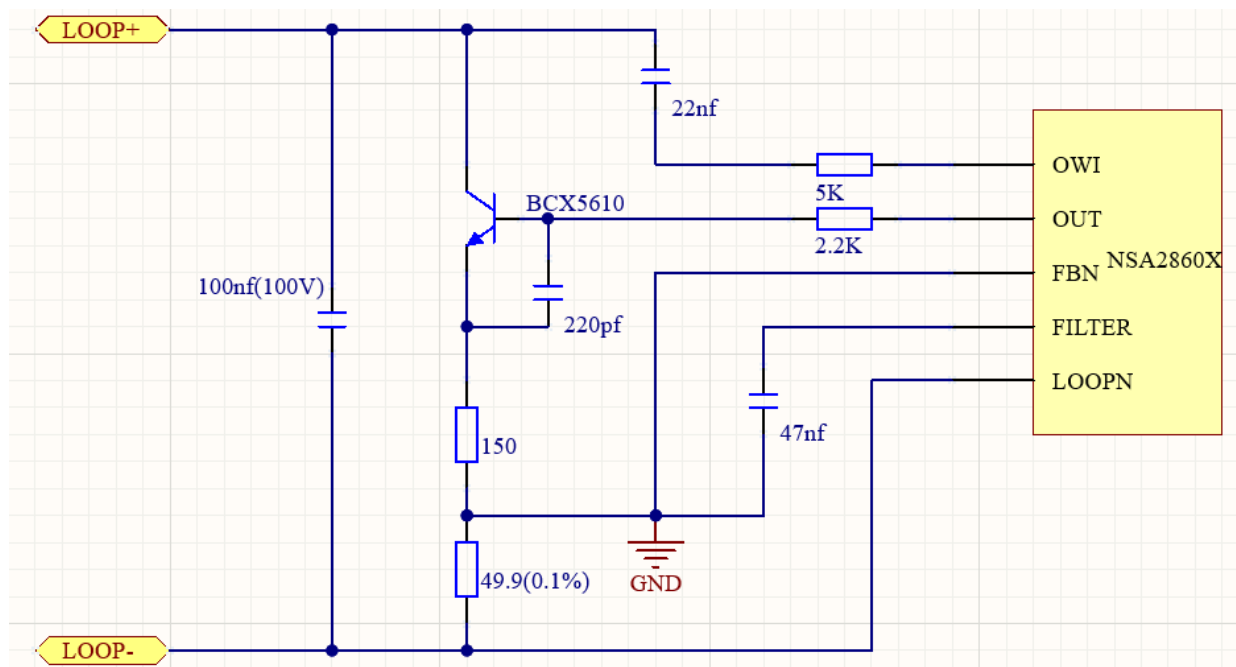 LOOP+
22nf
OWI
5K
BCX5610
OUT
2.2K
NSA2860X
FBN
100nf(100V)
220pf
FILTER
LOOPN
47nf
150
49.9(0.1%)
GND
LOOP-